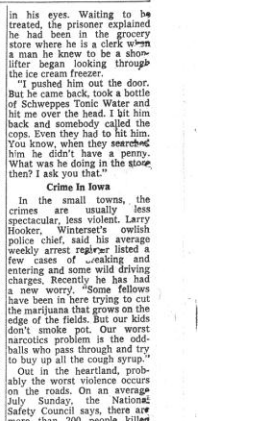 in his eyes. Waiting to be
treated, the prisoner explained
he had been in the grocery
store where he is a clerk when
a man he knew to be a shop-
lifter began looking through
the ice cream freezer.
"I pushed him out the door.
But he came back, took a bottle
of Schweppes Tonic Water and
hit me over the head. I hit him
back and somebody called the
cops. Even they had to hit him.
You know, when they searched
him he didn't have a penny.
What was he doing in the store
then? I ask you that."
Crime In Iowa
In the small towns, the
crimes are usually less
spectacular, less violent. Larry
Hooker, Winterset's owlish
police chief, said his average
weekly arrest register listed a
few cases of breaking and
entering and some wild driving
charges. Recently he has had
a new worry. "Some fellows
have been in here trying to cut
the marijuana that grows on the
edge of the fields. But our kids
don't smoke pot. Our worst
narcotics problem is the odd-
balls who pass through and try
to buy up all the cough syrup."
Out in the heartland, prob-
ably the worst violence occurs
on the roads. On an average
July Sunday, the National
Safety Council says, there are
more than 200 people killed